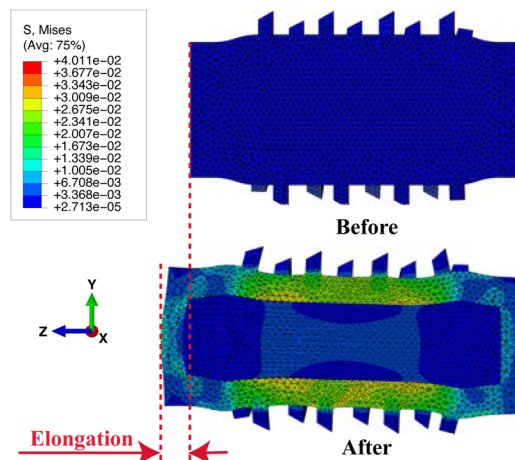 S, Mises
(Avg: 75%)
+4.011e-02
+3.677e-02
+3.343e-02
+3.009e-02
+2.675e-02
+2.341e-02
+2.007e-02
+1.673e-02
+1.339e-02
+1.005e-02
+6.708e-03
+3.368e-03
+2.713e-05
Before
Y
Z
X
Elongation
After